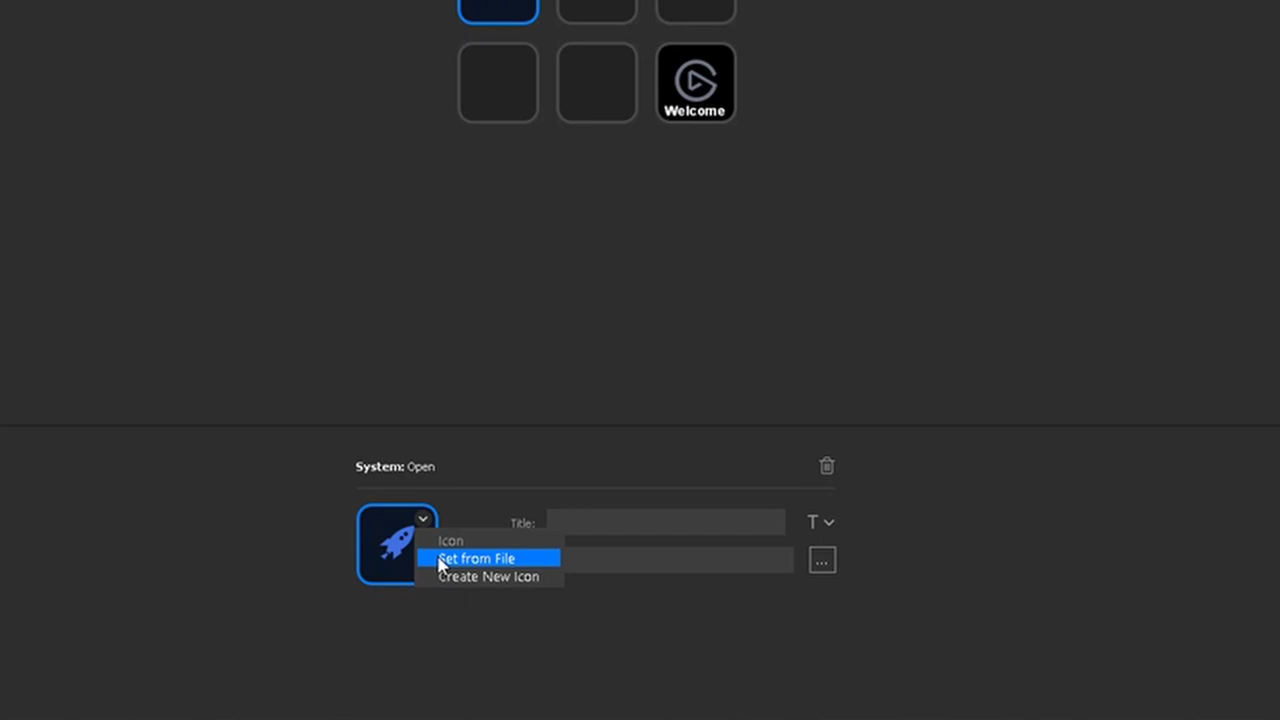 Welcome
System: Open
Title:
Icon
Set from File
Create New Icon
T
...